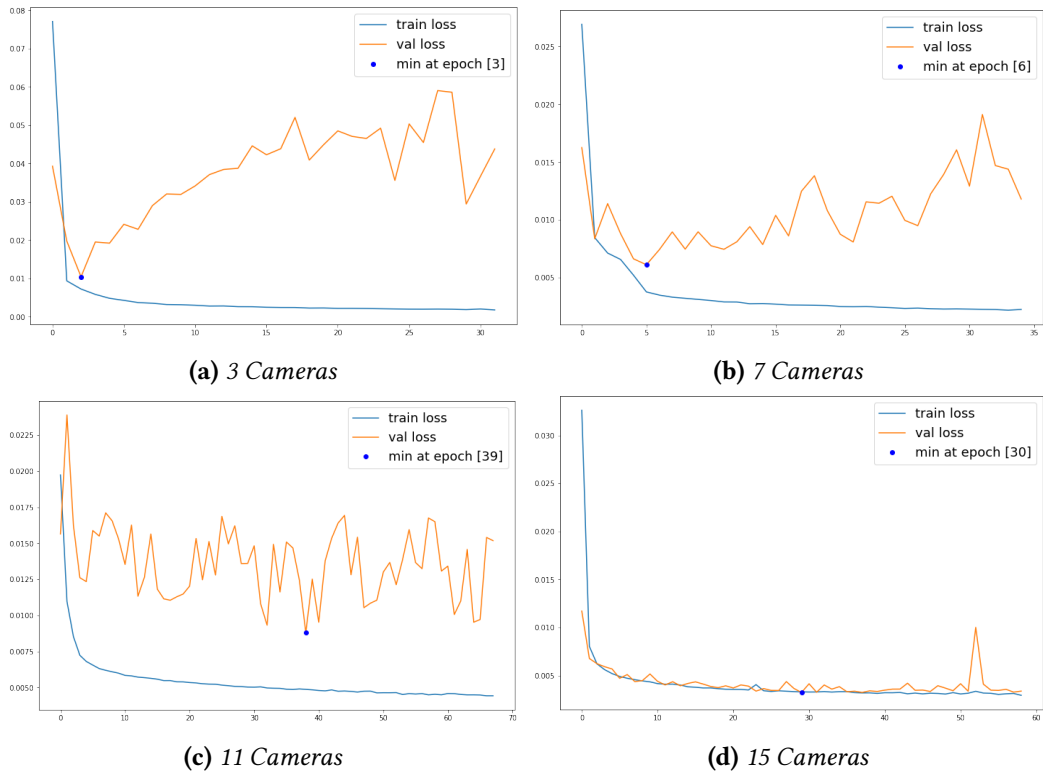 0.08
0.07
0.06
0.05
0.04
0.03
0.02
0.01
0.00
0 5 10 15 20 25 30
train loss
val loss
min at epoch [3]
(a) 3 Cameras
0.025
0.020
0.015
0.010
0.005
0 5 10 15 20 25 30 35
train loss
val loss
min at epoch [6]
(b) 7 Cameras
0.0225
0.0200
0.0175
0.0150
0.0125
0.0100
0.0075
0.0050
0 10 20 30 40 50 60 70
train loss
val loss
min at epoch [39]
(c) 11 Cameras
0.030
0.025
0.020
0.015
0.010
0.005
0 10 20 30 40 50 60
train loss
val loss
min at epoch [30]
(d) 15 Cameras